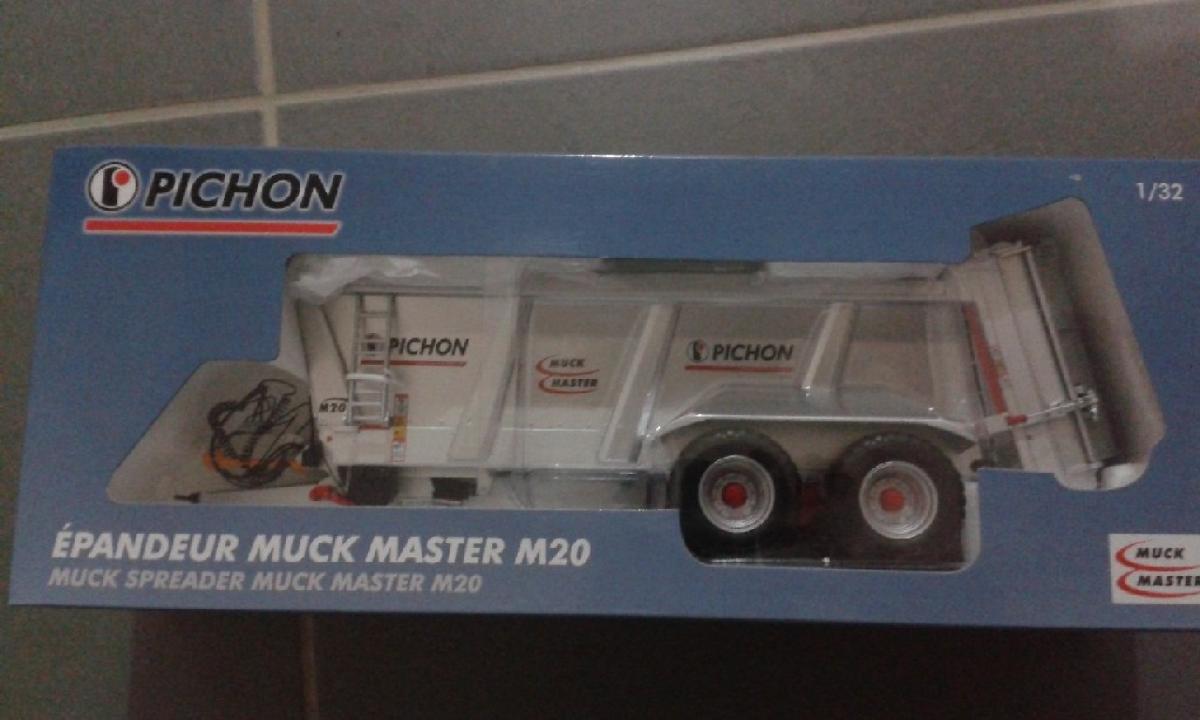 PICHON
1/32
PICHON
MUCK
MASTER
PICHON
M20
ÉPANDEUR MUCK MASTER M20
MUCK SPREADER MUCK MASTER M20
MUCK
MASTER